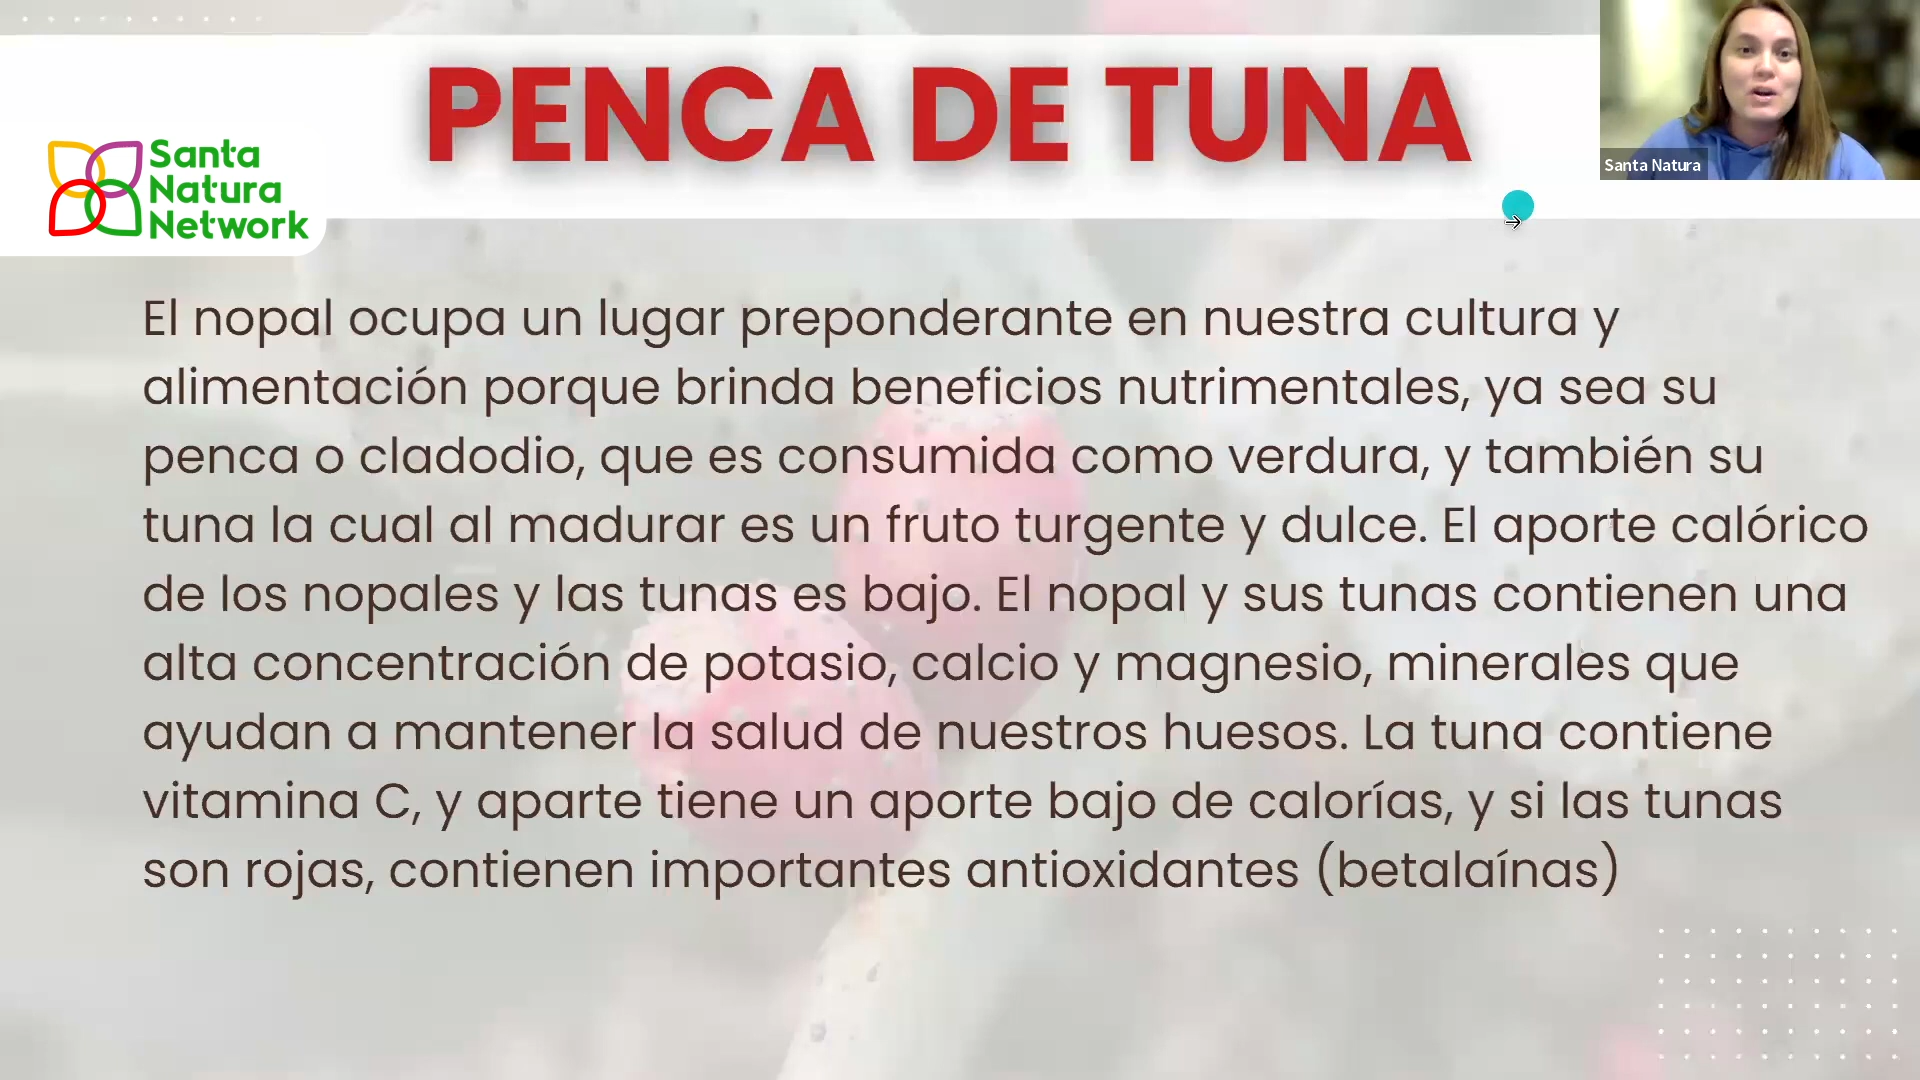 PENCA DE TUNA
Santa
Natura
Network
Santa Natura
El nopal ocupa un lugar preponderante en nuestra cultura y
alimentación porque brinda beneficios nutrimentales, ya sea su
penca o cladodio, que es consumida como verdura, y también su
tuna la cual al madurar es un fruto turgente y dulce. El aporte calórico
de los nopales y las tunas es bajo. El nopal y sus tunas contienen una
alta concentración de potasio, calcio y magnesio, minerales que
ayudan a mantener la salud de nuestros huesos. La tuna contiene
vitamina C, y aparte tiene un aporte bajo de calorías, y si las tunas
son rojas, contienen importantes antioxidantes (betalaínas)